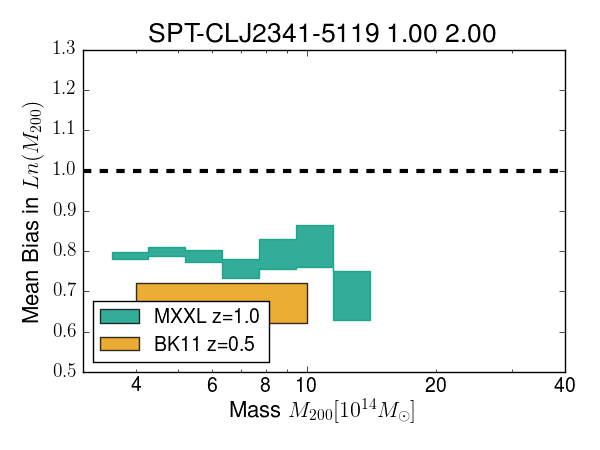 SPT-CLJ2341-5119 1.00 2.00
1.3
1.2
1.1
1.0
0.9
0.8
0.7
0.6
0.5
Mean Bias in Ln(M200)
MXXL z=1.0
BK11 z=0.5
4 6 8 10 20 40
Mass M200[10^14 M⊙]